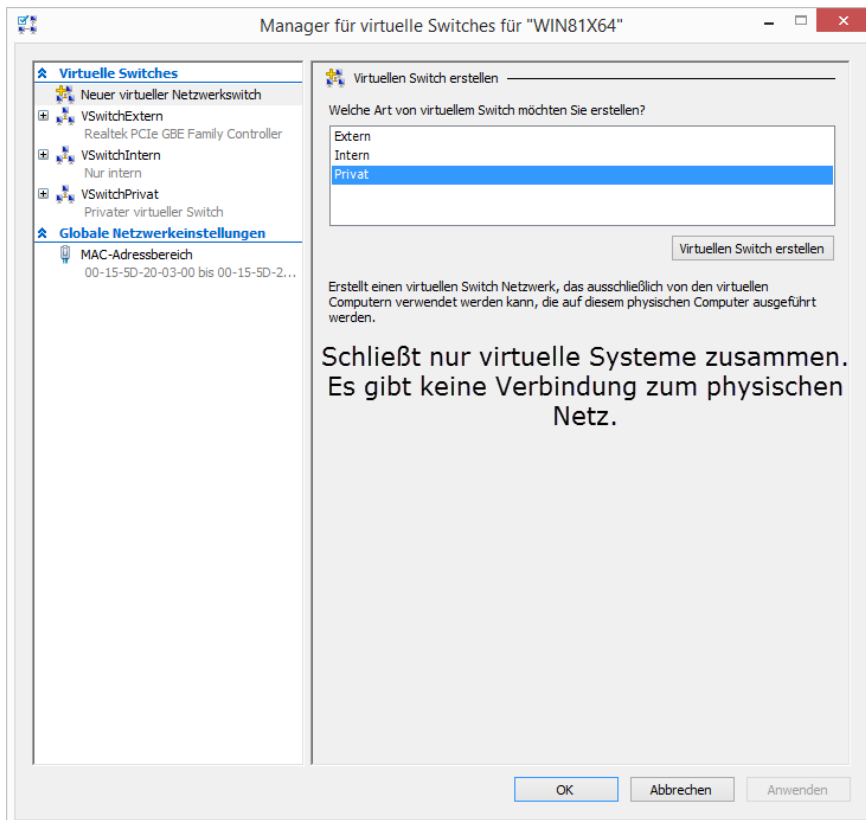 Manager für virtuelle Switches für "WIN81X64"
Virtuelle Switches
Neuer virtueller Netzwerkswitch
VSwitchExtern
Realtek PCIe GBE Family Controller
VSwitchIntern
Nur intern
VSwitchPrivat
Privater virtueller Switch
Globale Netzwerkeinstellungen
MAC-Adressbereich
00-15-5D-20-03-00 bis 00-15-5D-2...
Virtuellen Switch erstellen
Welche Art von virtuellem Switch möchten Sie erstellen?
Extern
Intern
Privat
Virtuellen Switch erstellen
Erstellt einen virtuellen Switch Netzwerk, das ausschließlich von den virtuellen
Computern verwendet werden kann, die auf diesem physischen Computer ausgeführt
werden.
Schließt nur virtuelle Systeme zusammen.
Es gibt keine Verbindung zum physischen
Netz.
OK
Abbrechen
Anwenden